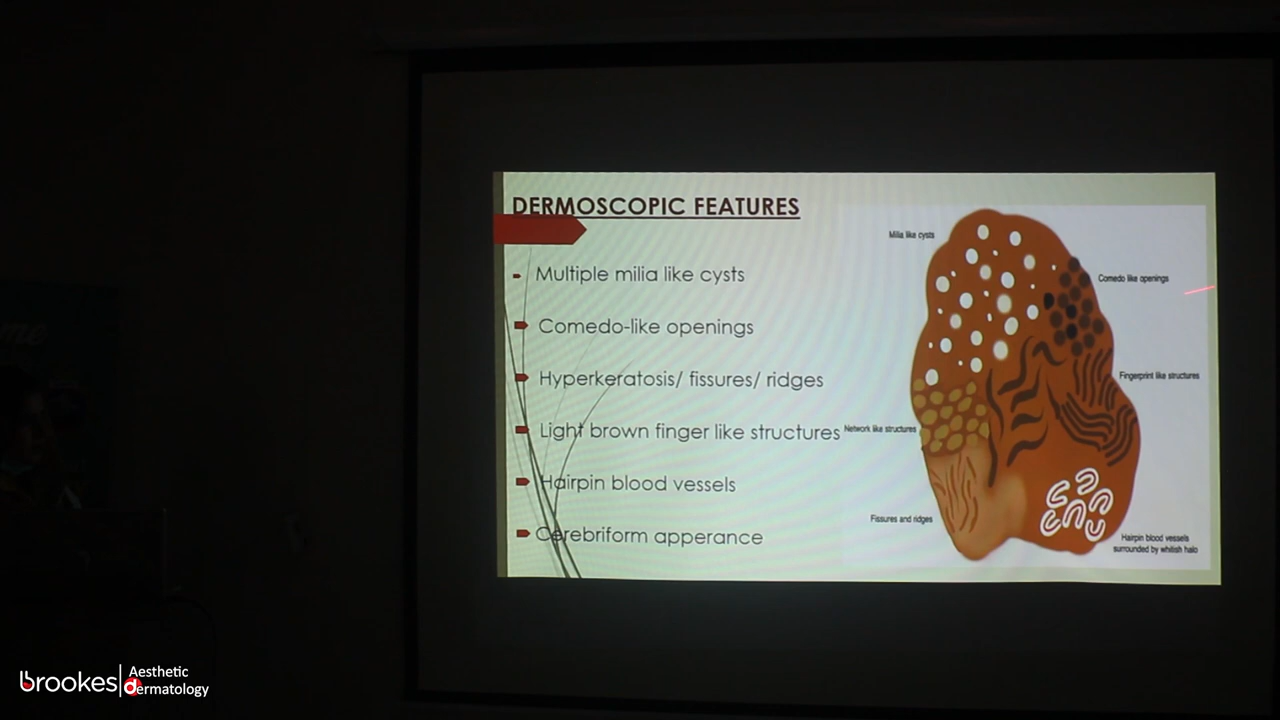 DERMOSCOPIC FEATURES
Multiple milia like cysts
Comedo-like openings
Hyperkeratosis/ fissures/ ridges
Light brown finger like structures
Hairpin blood vessels
Cerebriform apperance
Milia like cysts
Comedo like openings
Fingerprint like structures
Network like structures
Fissures and ridges
Hairpin blood vessels
surrounded by whitish halo
brookes
Aesthetic
dermatology